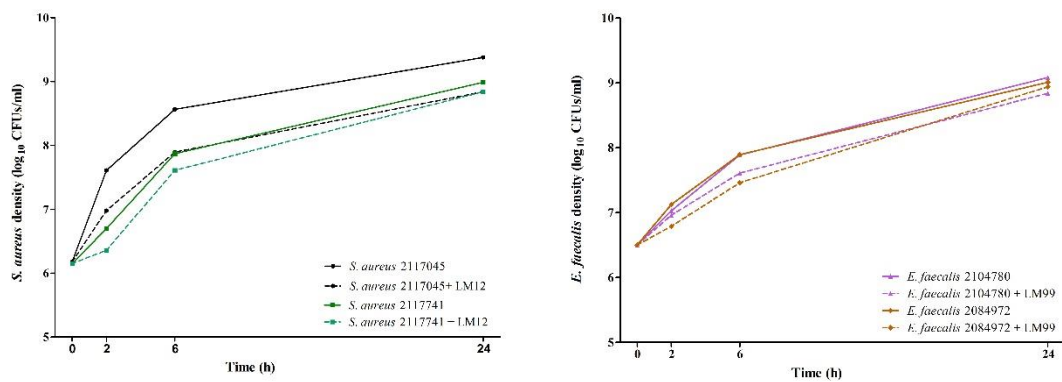 10
9
8
7
6
5
S. aureus density (log10 CFUs/ml)
0 2 6 24
Time (h)
S. aureus 2117045
S. aureus 2117045+ LM12
S. aureus 2117741
S. aureus 2117741 − LM12
10
9
8
7
6
5
E. faecalis density (log10 CFUs/ml)
0 2 6 24
Time (h)
E. faecalis 2104780
E. faecalis 2104780 + LM99
E. faecalis 2084972
E. faecalis 2084972 + LM99